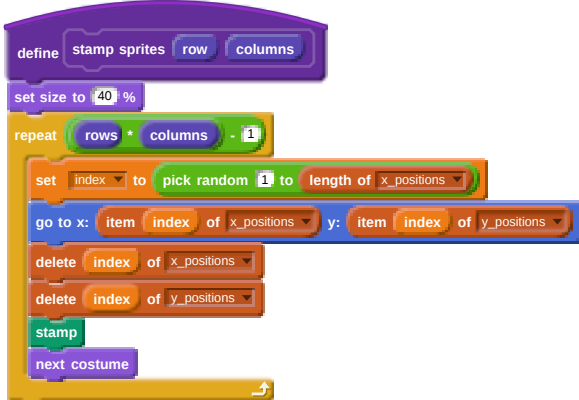 define stamp sprites row columns
set size to 40 %
repeat rows * columns - 1
set index to pick random 1 to length of x_positions
go to x: item index of x_positions y: item index of y_positions
delete index of x_positions
delete index of y_positions
stamp
next costume